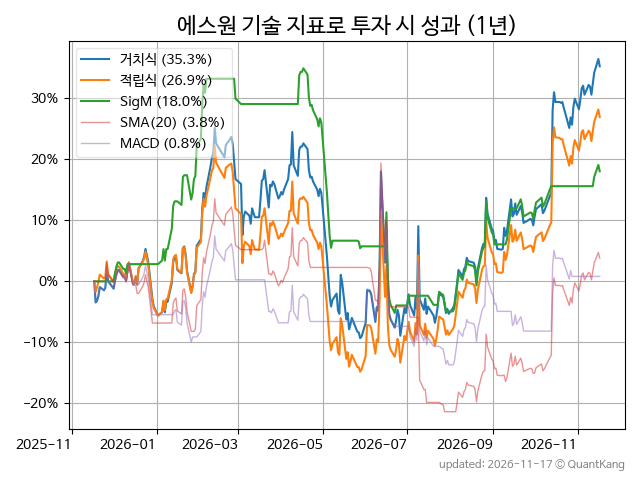 에스원 기술 지표로 투자 시 성과 (1년)
거치식 (35.3%)
적립식 (26.9%)
SigM (18.0%)
SMA(20) (3.8%)
MACD (0.8%)
30%
20%
10%
0%
−10%
−20%
2025-11 2026-01 2026-03 2026-05 2026-07 2026-09 2026-11
updated: 2026-11-17 © QuantKang